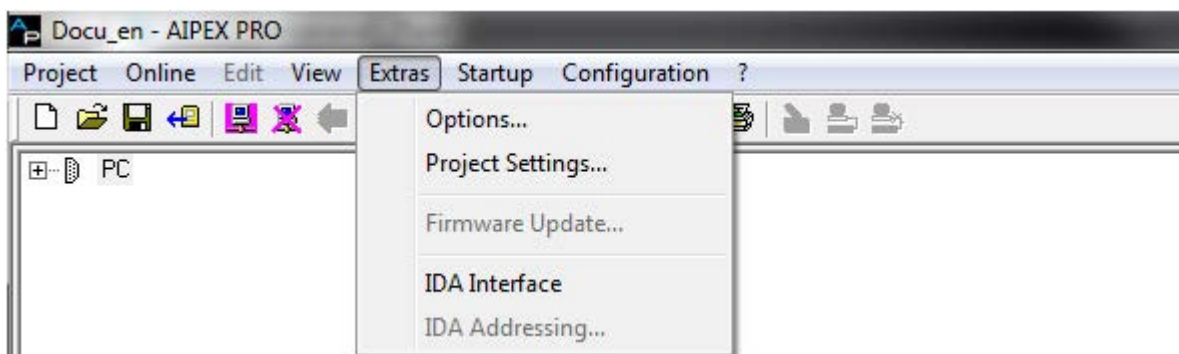 Docu_en - AIPEX PRO
Project Online Edit View Extras Startup Configuration ?
Options...
PC
Project Settings...
Firmware Update...
IDA Interface
IDA Addressing...